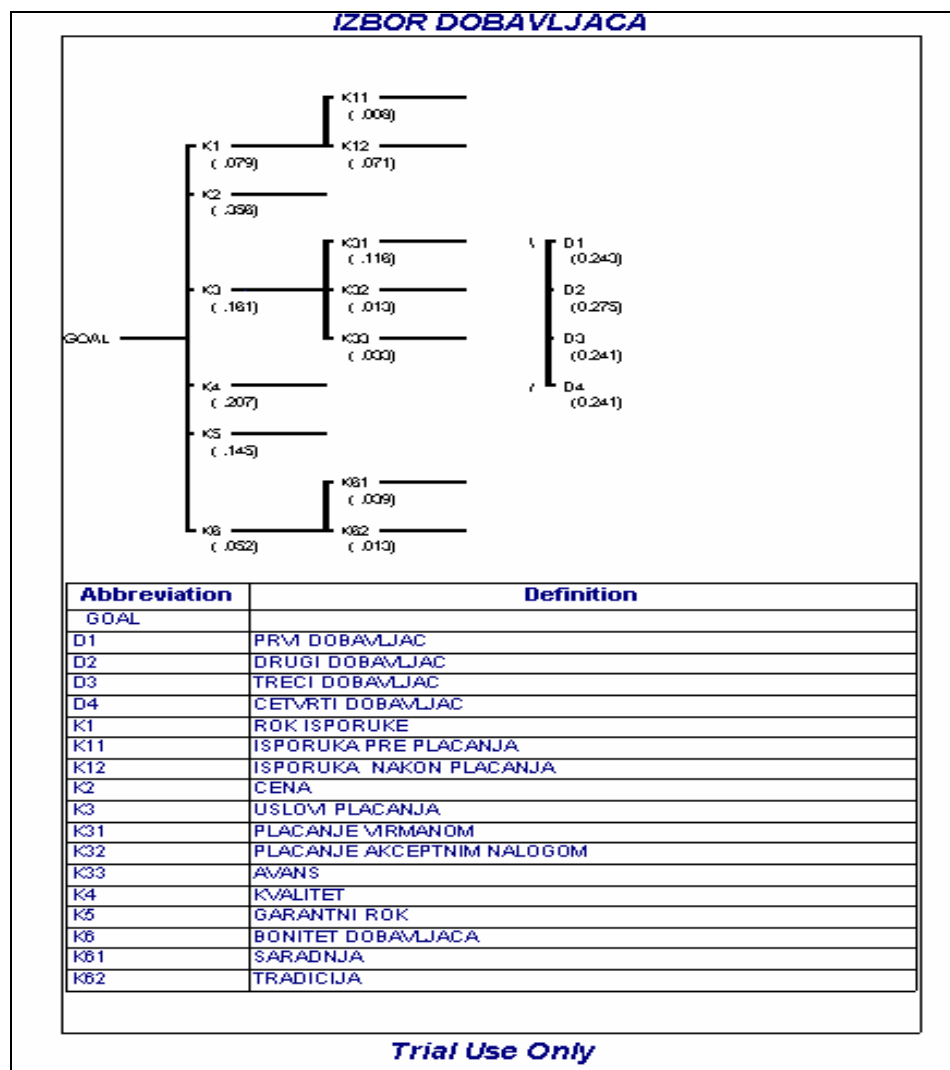 IZBOR DOBAVLJACA
K11
( .008)
K1
( .079)
K12
( .071)
K2
( .356)
K31
( .116)
K3
( .161)
K32
( .013)
K33
( .033)
D1
(0.243)
D2
(0.275)
D3
(0.241)
D4
(0.241)
GOAL
K4
( .207)
K5
( .145)
K61
( .039)
K6
( .052)
K62
( .013)
Abbreviation Definition
GOAL
D1 PRVI DOBAVLJAC
D2 DRUGI DOBAVLJAC
D3 TRECI DOBAVLJAC
D4 CETVRTI DOBAVLJAC
K1 ROK ISPORUKE
K11 ISPORUKA PRE PLACANJA
K12 ISPORUKA NAKON PLACANJA
K2 CENA
K3 USLOVI PLACANJA
K31 PLACANJE VIRMANOM
K32 PLACANJE AKCEPTNIM NALOGOM
K33 AVANS
K4 KVALITET
K5 GARANTNI ROK
K6 BONITET DOBAVLJACA
K61 SARADNJA
K62 TRADICIJA
Trial Use Only